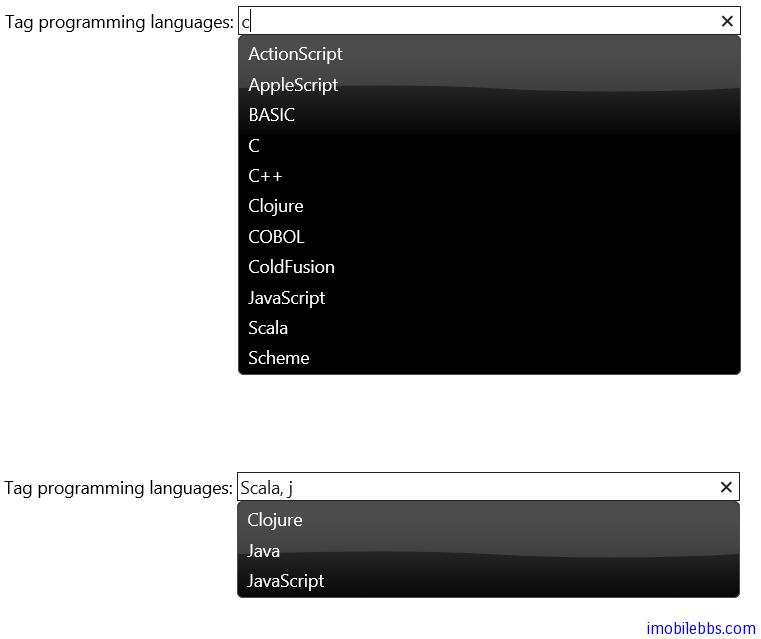 Tag programming languages: c
ActionScript
AppleScript
BASIC
C
C++
Clojure
COBOL
ColdFusion
JavaScript
Scala
Scheme
Tag programming languages: Scala, j
Clojure
Java
JavaScript
imobilebbs.com